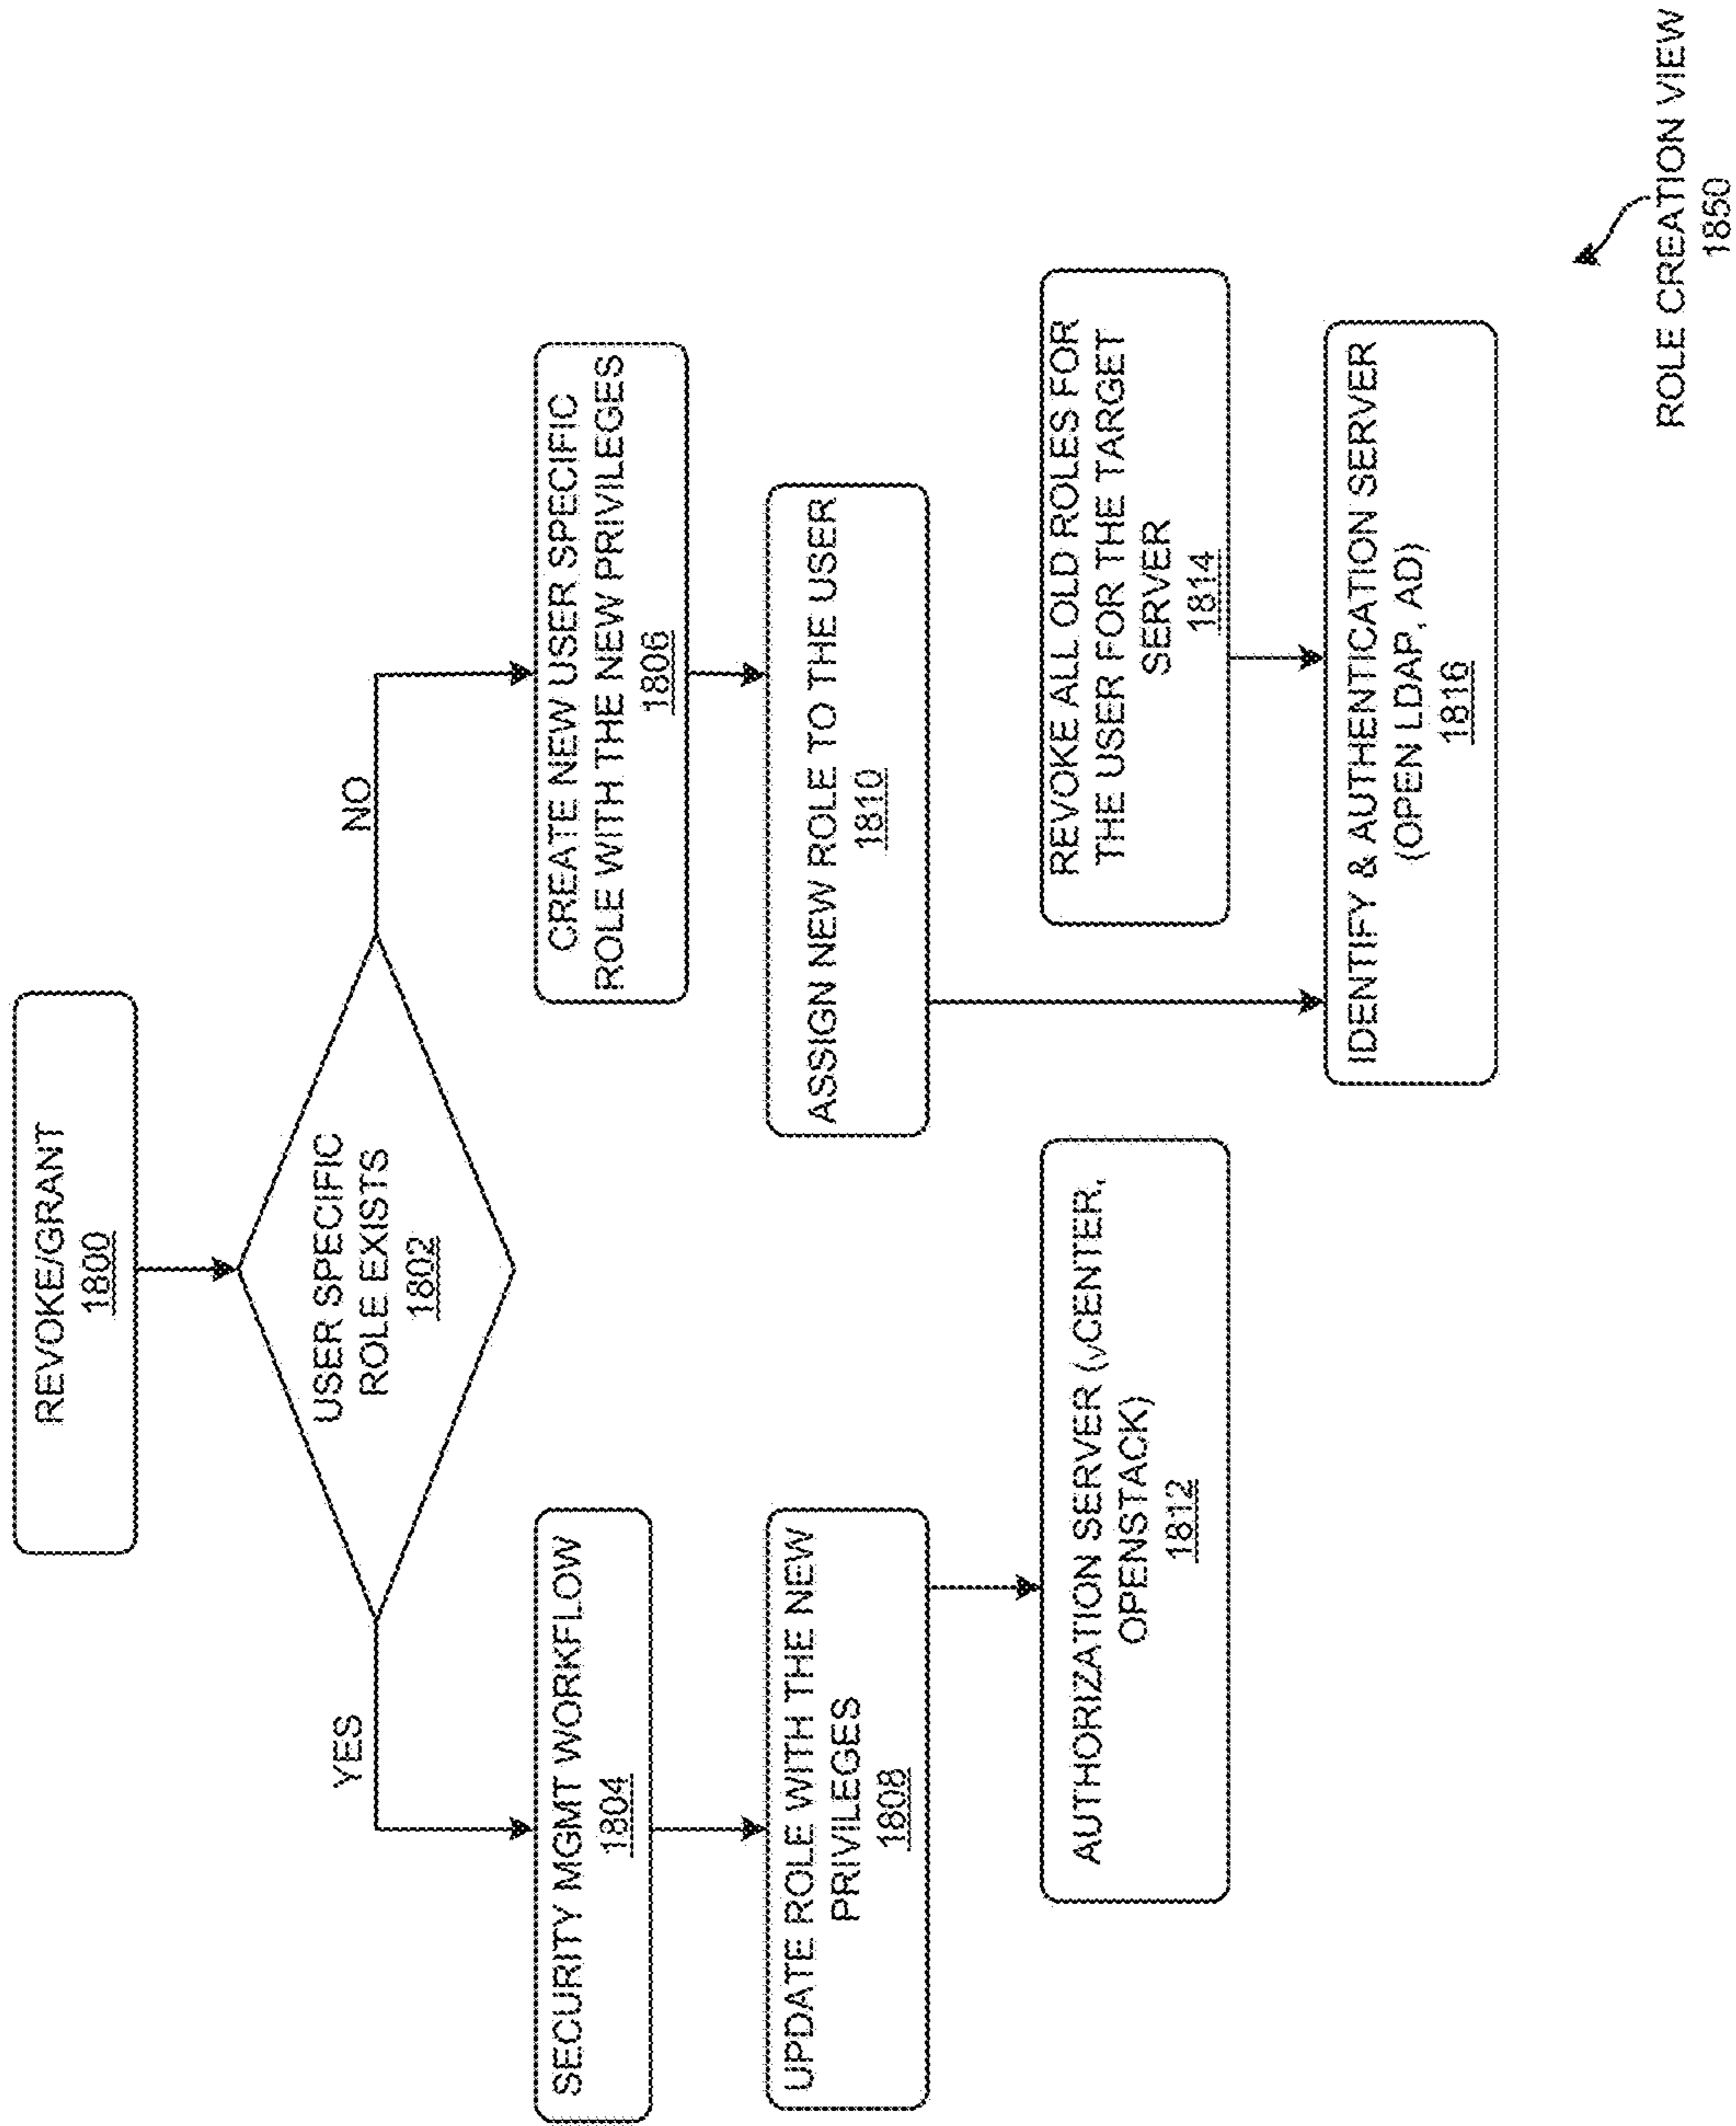 REVOKE/GRANT
1800
USER SPECIFIC
ROLE EXISTS
1802
YES
NO
SECURITY MGMT WORKFLOW
1804
CREATE NEW USER SPECIFIC
ROLE WITH THE NEW PRIVILEGES
1806
UPDATE ROLE WITH THE NEW
PRIVILEGES
1808
ASSIGN NEW ROLE TO THE USER
1810
AUTHORIZATION SERVER (vCENTER,
OPENSTACK)
1812
REVOKE ALL OLD ROLES FOR
THE USER FOR THE TARGET
SERVER
1814
IDENTIFY & AUTHENTICATION SERVER
(OPEN LDAP, AD)
1816
ROLE CREATION VIEW
1850